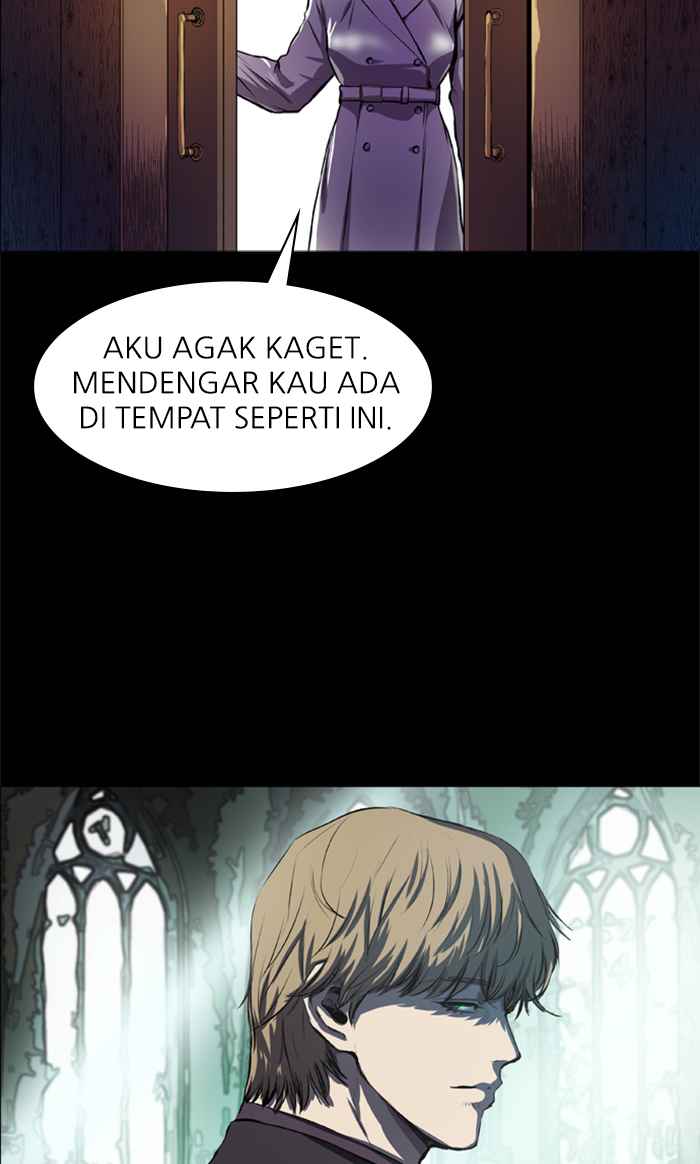 AKU AGAK KAGET.
MENDENGAR KAU ADA
DI TEMPAT SEPERTI INI.